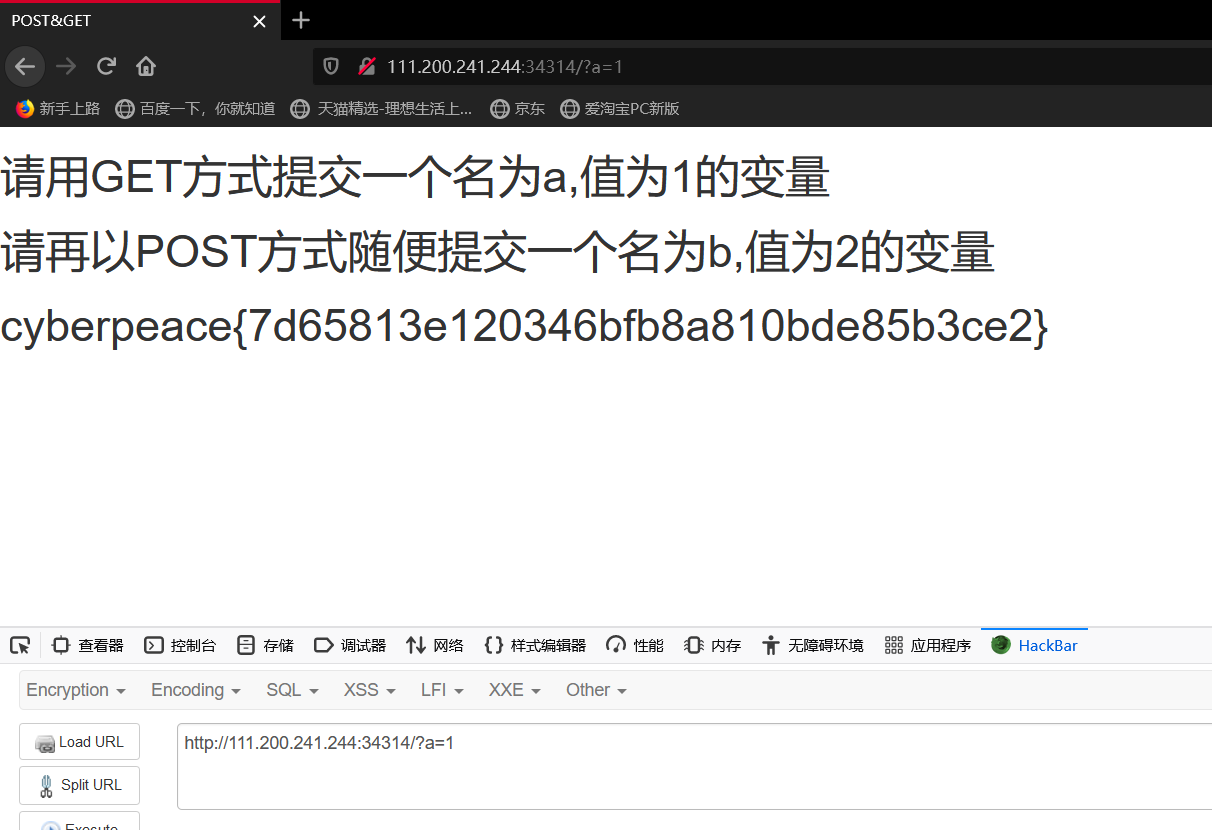 POST&GET
111.200.241.244:34314/?a=1
新手上路 百度一下，你就知道 天猫精选-理想生活上... 京东 爱淘宝PC新版
请用GET方式提交一个名为a,值为1的变量
请再以POST方式随便提交一个名为b,值为2的变量
cyberpeace{7d65813e120346bfb8a810bde85b3ce2}
查看器 控制台 存储 调试器 网络 样式编辑器 性能 内存 无障碍环境 应用程序 HackBar
Encryption Encoding SQL XSS LFI XXE Other
Load URL http://111.200.241.244:34314/?a=1
Split URL
Execute